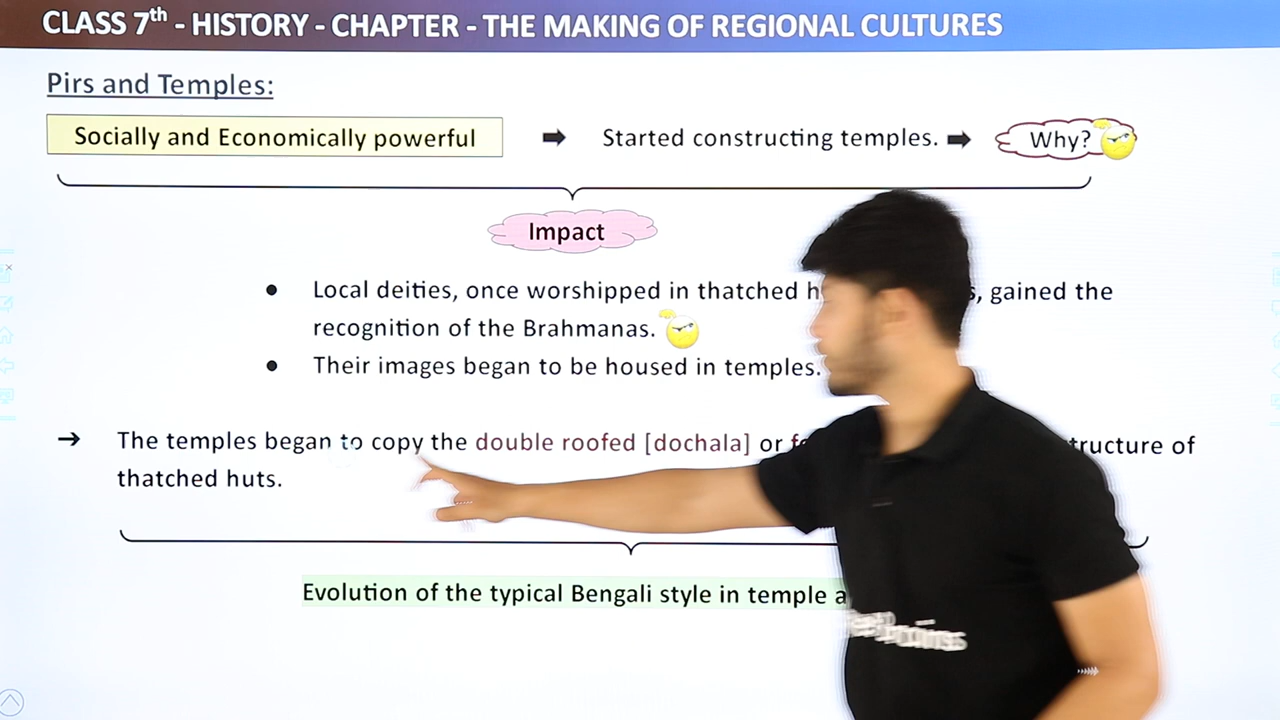 CLASS 7th - HISTORY - CHAPTER - THE MAKING OF REGIONAL CULTURES
Pirs and Temples:
Socially and Economically powerful ➡ Started constructing temples. ➡ Why?
Impact
● Local deities, once worshipped in thatched gained the
recognition of the Brahmanas.
● Their images began to be housed in temples.
➔ The temples began to copy the double roofed [dochala] or structure of
thatched huts.
Evolution of the typical Bengali style in temple